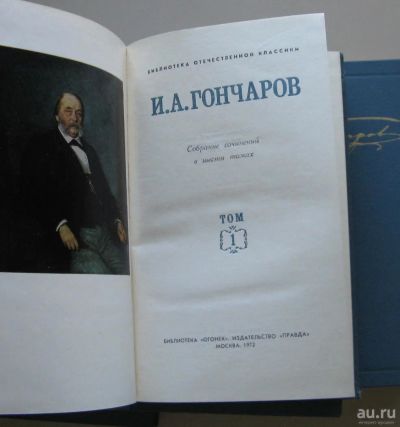 БИБЛИОТЕКА ОТЕЧЕСТВЕННОЙ КЛАССИКИ
И.А.ГОНЧАРОВ
Собрание сочинений
в шести томах
ТОМ
1
БИБЛИОТЕКА «ОГОНЕК». ИЗДАТЕЛЬСТВО «ПРАВДА»
МОСКВА. 1972
au.ru